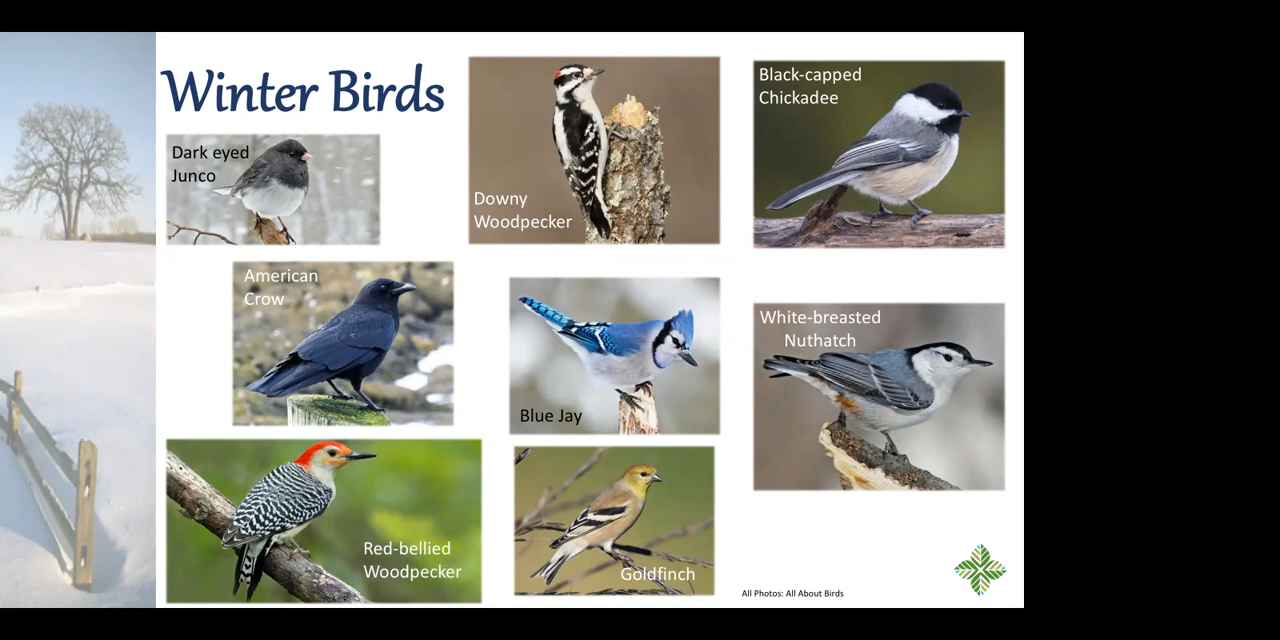 Winter Birds
Dark eyed
Junco
Downy
Woodpecker
Black-capped
Chickadee
American
Crow
Blue Jay
White-breasted
Nuthatch
Red-bellied
Woodpecker
Goldfinch
All Photos: All About Birds